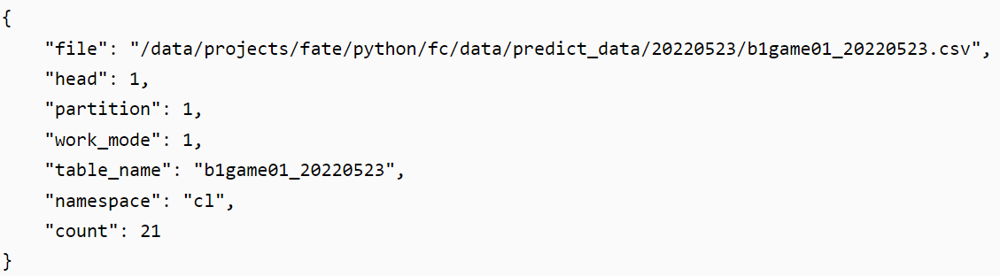 {
    "file": "/data/projects/fate/python/fc/data/predict_data/20220523/b1game01_20220523.csv",
    "head": 1,
    "partition": 1,
    "work_mode": 1,
    "table_name": "b1game01_20220523",
    "namespace": "cl",
    "count": 21
}